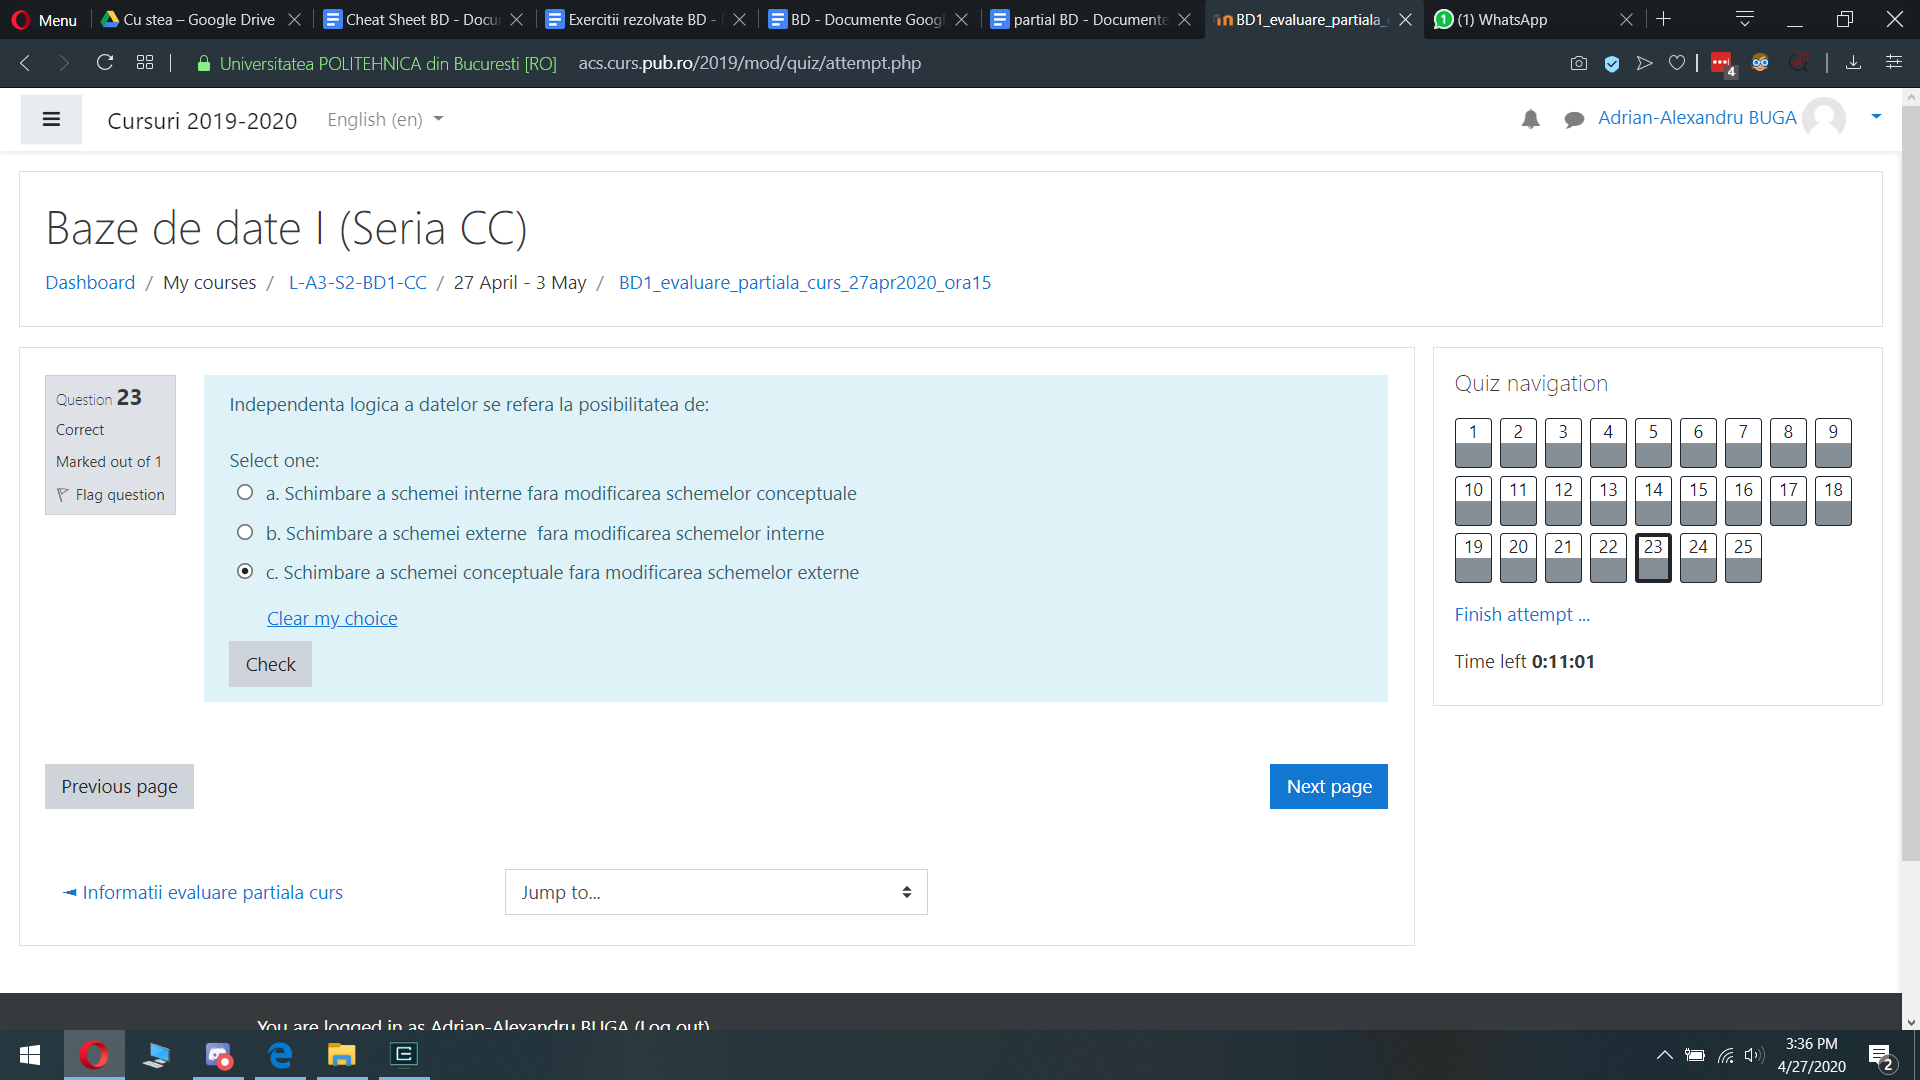 Menu
Cu stea – Google Drive
Cheat Sheet BD - Docu
Exercitii rezolvate BD -
BD - Documente Goog
partial BD - Documente
BD1_evaluare_partiala_
(1) WhatsApp
Universitatea POLITEHNICA din Bucuresti [RO]
acs.curs.pub.ro/2019/mod/quiz/attempt.php
4
Cursuri 2019-2020
English (en)
Adrian-Alexandru BUGA
Baze de date I (Seria CC)
Dashboard / My courses / L-A3-S2-BD1-CC / 27 April - 3 May / BD1_evaluare_partiala_curs_27apr2020_ora15
Question 23
Correct
Marked out of 1
Flag question
Independenta logica a datelor se refera la posibilitatea de:
Select one:
a. Schimbare a schemei interne fara modificarea schemelor conceptuale
b. Schimbare a schemei externe  fara modificarea schemelor interne
c. Schimbare a schemei conceptuale fara modificarea schemelor externe
Clear my choice
Check
Previous page
Next page
◄ Informatii evaluare partiala curs
Jump to...
Quiz navigation
1 2 3 4 5 6 7 8 9
10 11 12 13 14 15 16 17 18
19 20 21 22 23 24 25
Finish attempt ...
Time left 0:11:01
You are logged in as Adrian-Alexandru BUGA (Log out)
3:36 PM
4/27/2020
2